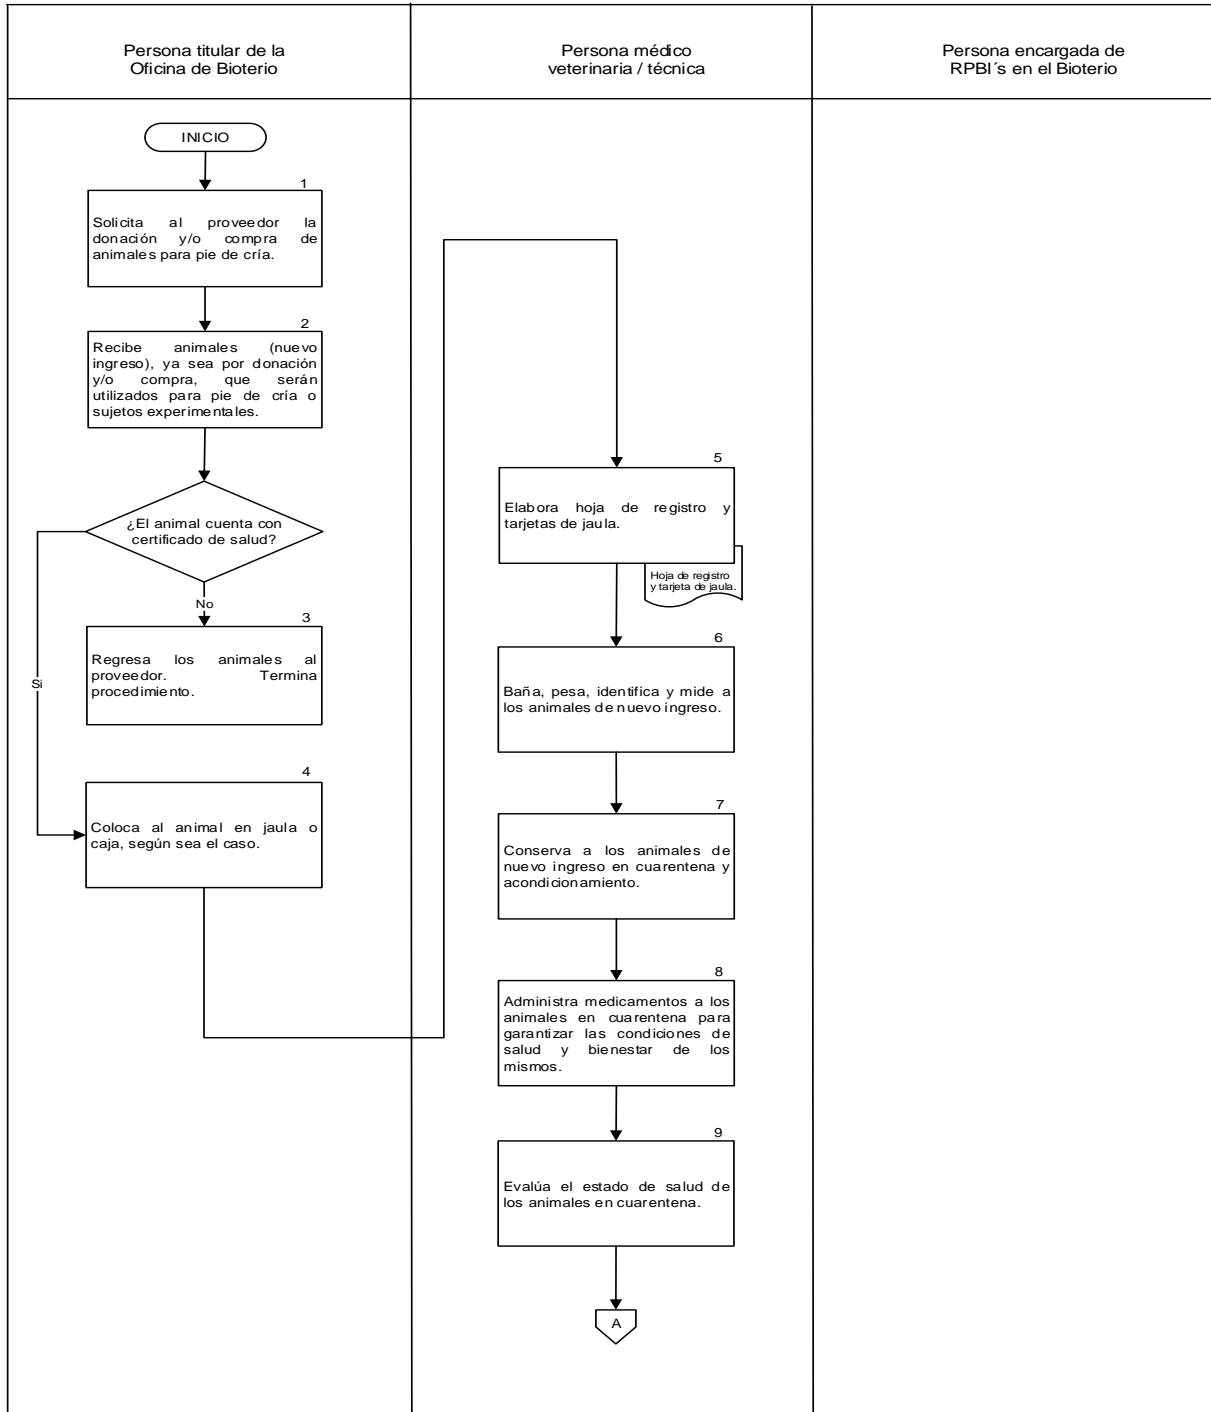 Persona titular de la
Oficina de Bioterio
Persona médico
veterinaria / técnica
Persona encargada de
RPBI´s en el Bioterio
INICIO
1
Solicita al proveedor la
donación y/o compra de
animales para pie de cría.
2
Recibe animales (nuevo
ingreso), ya sea por donación
y/o compra, que serán
utilizados para pie de cría o
sujetos experimentales.
¿El animal cuenta con
certificado de salud?
No
Si
3
Regresa los animales al
proveedor. Termina
procedimiento.
4
Coloca al animal en jaula o
caja, según sea el caso.
5
Elabora hoja de registro y
tarjetas de jaula.
Hoja de registro
y tarjeta de jaula.
6
Baña, pesa, identifica y mide a
los animales de nuevo ingreso.
7
Conserva a los animales de
nuevo ingreso en cuarentena y
acondicionamiento.
8
Administra medicamentos a los
animales en cuarentena para
garantizar las condiciones de
salud y bienestar de los
mismos.
9
Evalúa el estado de salud de
los animales en cuarentena.
A